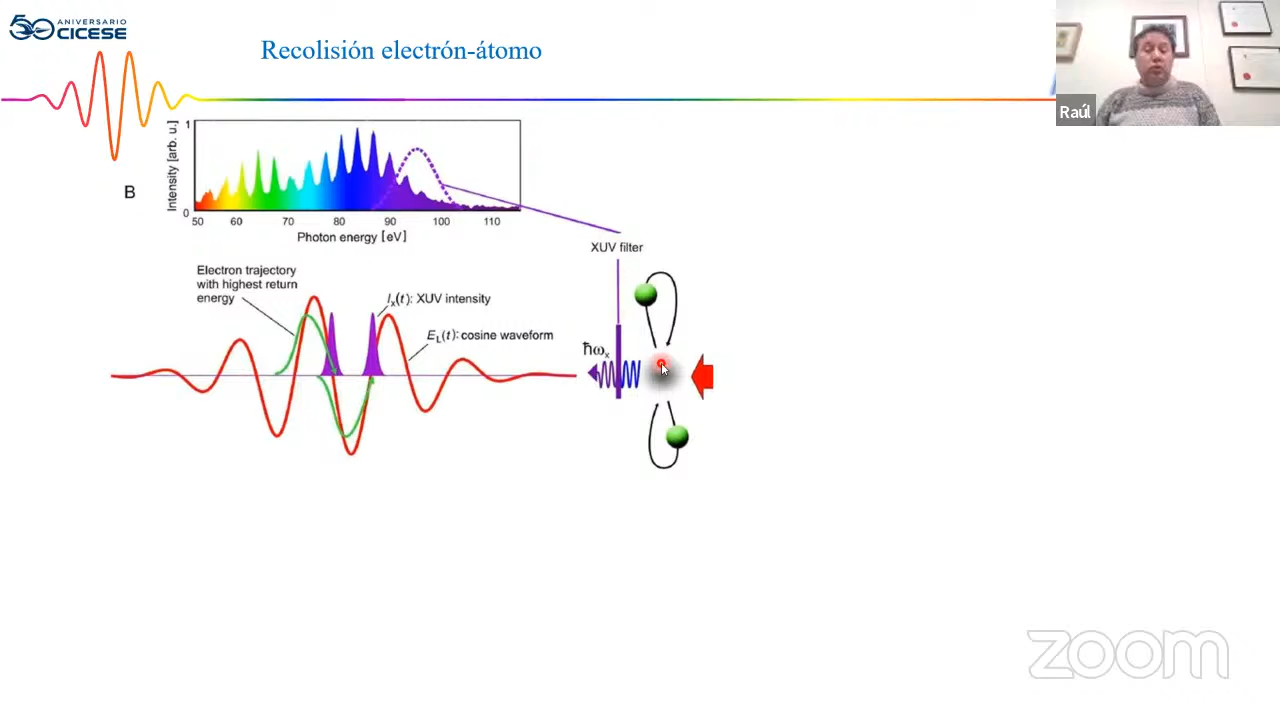 50 ANIVERSARIO
CICESE
Recolisión electrón-átomo
Raúl
B
Intensity [arb. u.]
1
0
50 60 70 80 90 100 110
Photon energy [eV]
XUV filter
Electron trajectory
with highest return
energy
Iₓ(t): XUV intensity
E_L(t): cosine waveform
ħωₓ
zoom